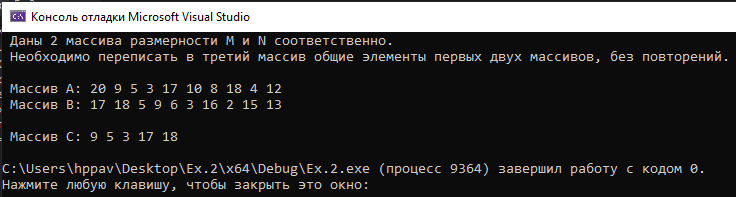 Консоль отладки Microsoft Visual Studio
Даны 2 массива размерности M и N соответственно.
Необходимо переписать в третий массив общие элементы первых двух массивов, без повторений.
Массив A: 20 9 5 3 17 10 8 18 4 12
Массив B: 17 18 5 9 6 3 16 2 15 13
Массив C: 9 5 3 17 18
C:\Users\hppav\Desktop\Ex.2\x64\Debug\Ex.2.exe (процесс 9364) завершил работу с кодом 0.
Нажмите любую клавишу, чтобы закрыть это окно: